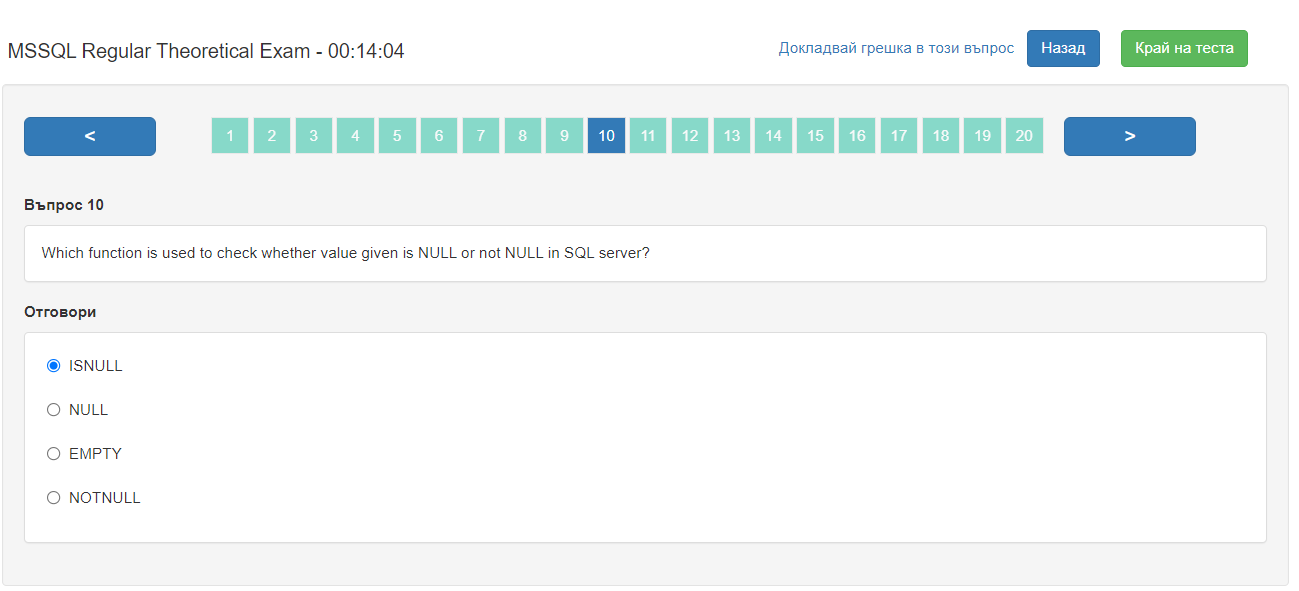 MSSQL Regular Theoretical Exam - 00:14:04
Докладвай грешка в този въпрос
Назад
Край на теста
< 1 2 3 4 5 6 7 8 9 10 11 12 13 14 15 16 17 18 19 20 >
Въпрос 10
Which function is used to check whether value given is NULL or not NULL in SQL server?
Отговори
ISNULL
NULL
EMPTY
NOTNULL